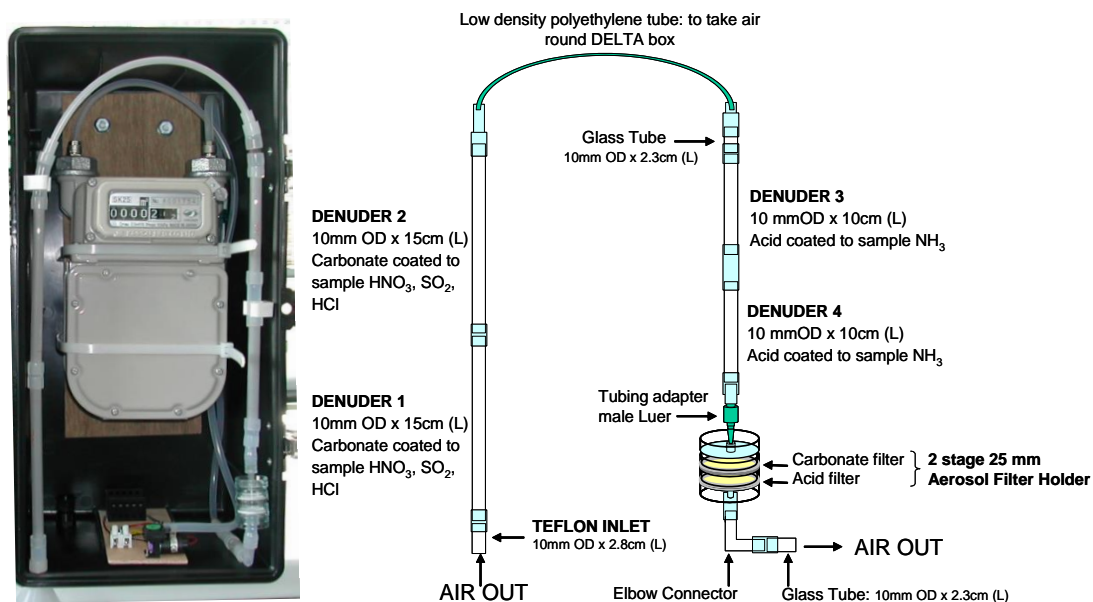 Low density polyethylene tube: to take air
round DELTA box
Glass Tube
10mm OD x 2.3cm (L)
DENUDER 2
10mm OD x 15cm (L)
Carbonate coated to
sample HNO₃, SO₂,
HCl
DENUDER 3
10 mmOD x 10cm (L)
Acid coated to sample NH₃
DENUDER 4
10 mmOD x 10cm (L)
Acid coated to sample NH₃
DENUDER 1
10mm OD x 15cm (L)
Carbonate coated to
sample HNO₃, SO₂,
HCl
Tubing adapter
male Luer
Carbonate filter
Acid filter
2 stage 25 mm
Aerosol Filter Holder
TEFLON INLET
10mm OD x 2.8cm (L)
AIR OUT
AIR OUT
Elbow Connector
Glass Tube: 10mm OD x 2.3cm (L)
00002